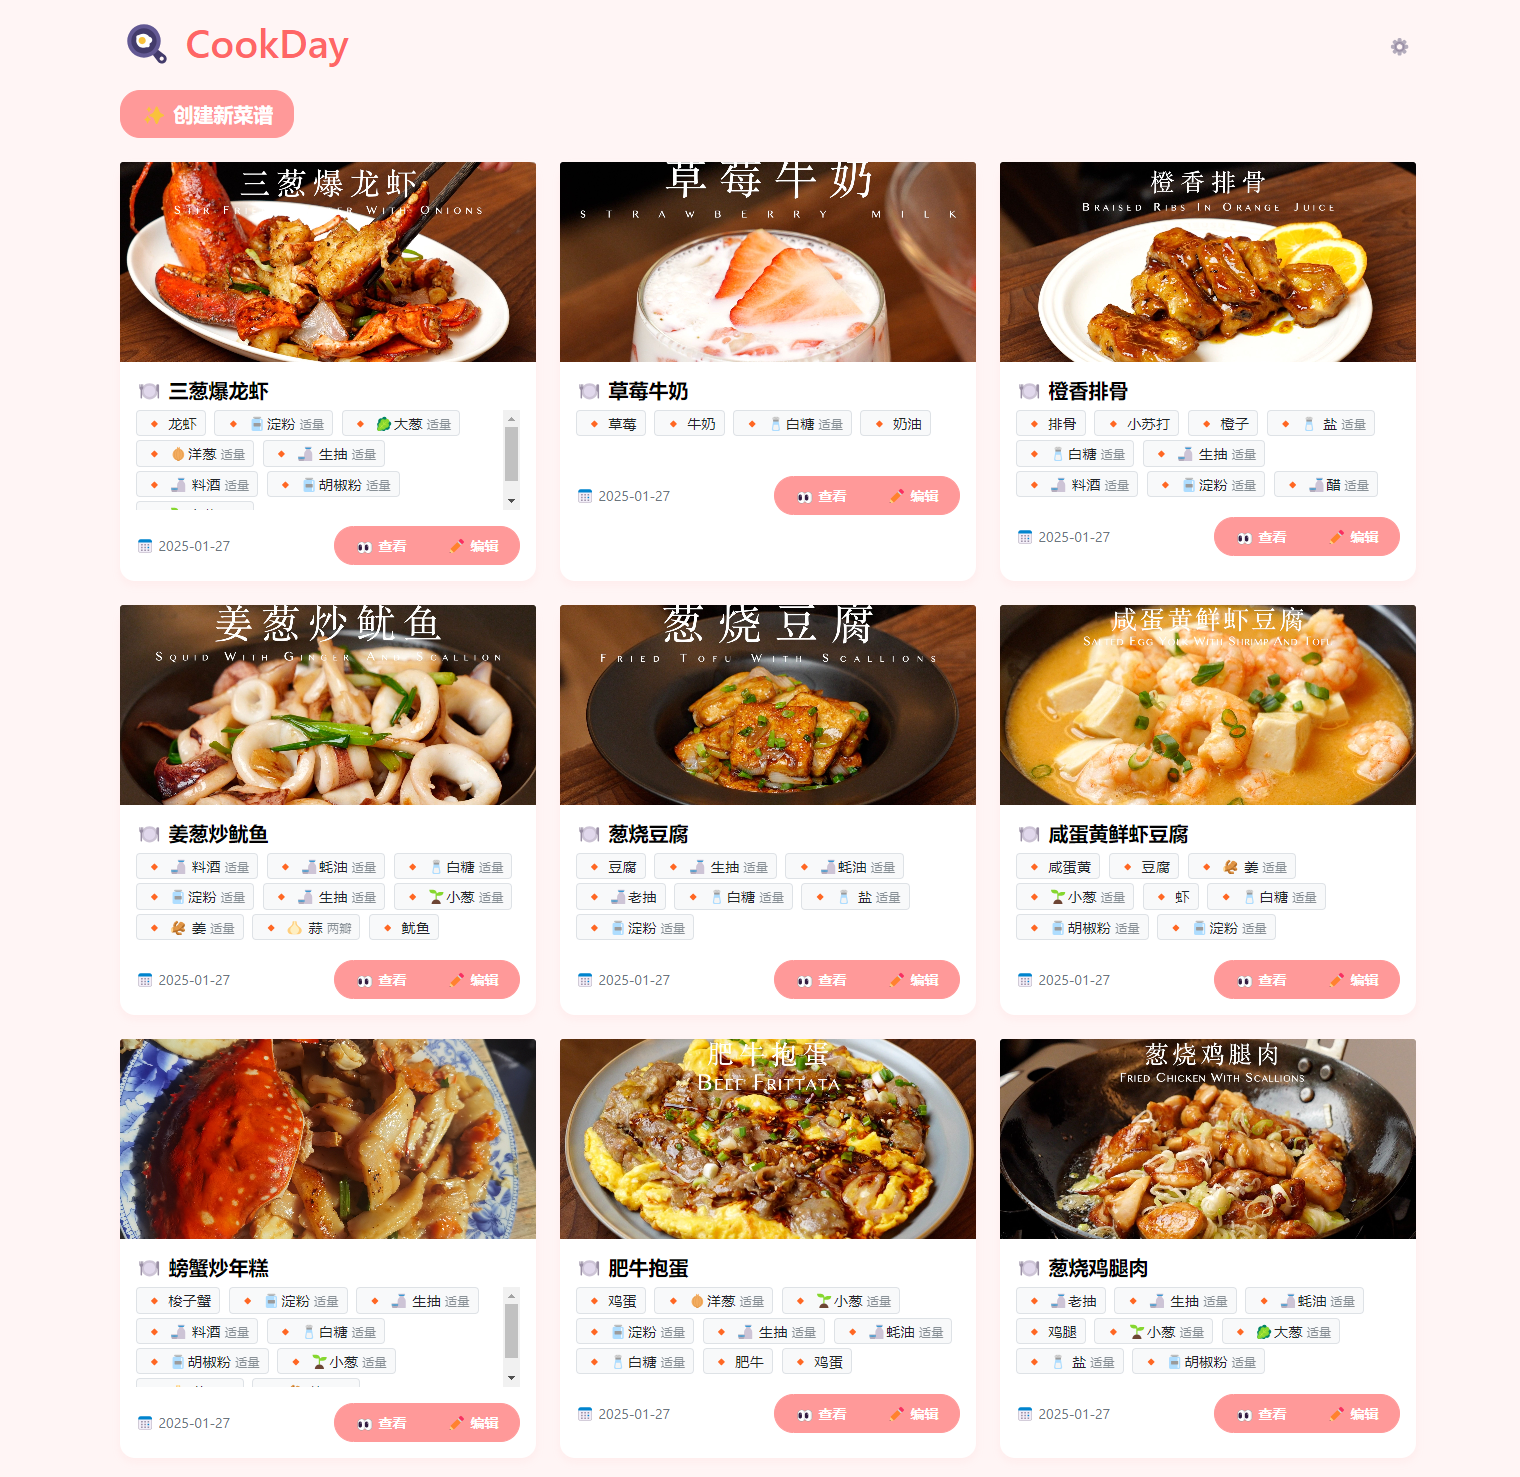 CookDay
✨ 创建新菜谱
三葱爆龙虾
草莓牛奶
STRAWBERRY MILK
橙香排骨
BRAISED RIBS IN ORANGE JUICE
三葱爆龙虾
龙虾 淀粉 适量 大葱 适量
洋葱 适量 生抽 适量
料酒 适量 胡椒粉 适量
2025-01-27 查看 编辑
草莓牛奶
草莓 牛奶 白糖 适量 奶油
2025-01-27 查看 编辑
橙香排骨
排骨 小苏打 橙子 盐 适量
白糖 适量 生抽 适量
料酒 适量 淀粉 适量 醋 适量
2025-01-27 查看 编辑
姜葱炒鱿鱼
SQUID WITH GINGER AND SCALLION
葱烧豆腐
FRIED TOFU WITH SCALLIONS
咸蛋黄鲜虾豆腐
SALTED EGG YOLK WITH SHRIMP AND TOFU
姜葱炒鱿鱼
料酒 适量 蚝油 适量 白糖 适量
淀粉 适量 生抽 适量 小葱 适量
姜 适量 蒜 两瓣 鱿鱼
2025-01-27 查看 编辑
葱烧豆腐
豆腐 生抽 适量 蚝油 适量
老抽 白糖 适量 盐 适量
淀粉 适量
2025-01-27 查看 编辑
咸蛋黄鲜虾豆腐
咸蛋黄 豆腐 姜 适量
小葱 适量 虾 白糖 适量
胡椒粉 适量 淀粉 适量
2025-01-27 查看 编辑
肥牛抱蛋
BEEF FRITTATA
葱烧鸡腿肉
FRIED CHICKEN WITH SCALLIONS
螃蟹炒年糕
梭子蟹 淀粉 适量 生抽 适量
料酒 适量 白糖 适量
胡椒粉 适量 小葱 适量
2025-01-27 查看 编辑
肥牛抱蛋
鸡蛋 洋葱 适量 小葱 适量
淀粉 适量 生抽 适量 蚝油 适量
白糖 适量 肥牛 鸡蛋
2025-01-27 查看 编辑
葱烧鸡腿肉
老抽 生抽 适量 蚝油 适量
鸡腿 小葱 适量 大葱 适量
盐 适量 胡椒粉 适量
2025-01-27 查看 编辑